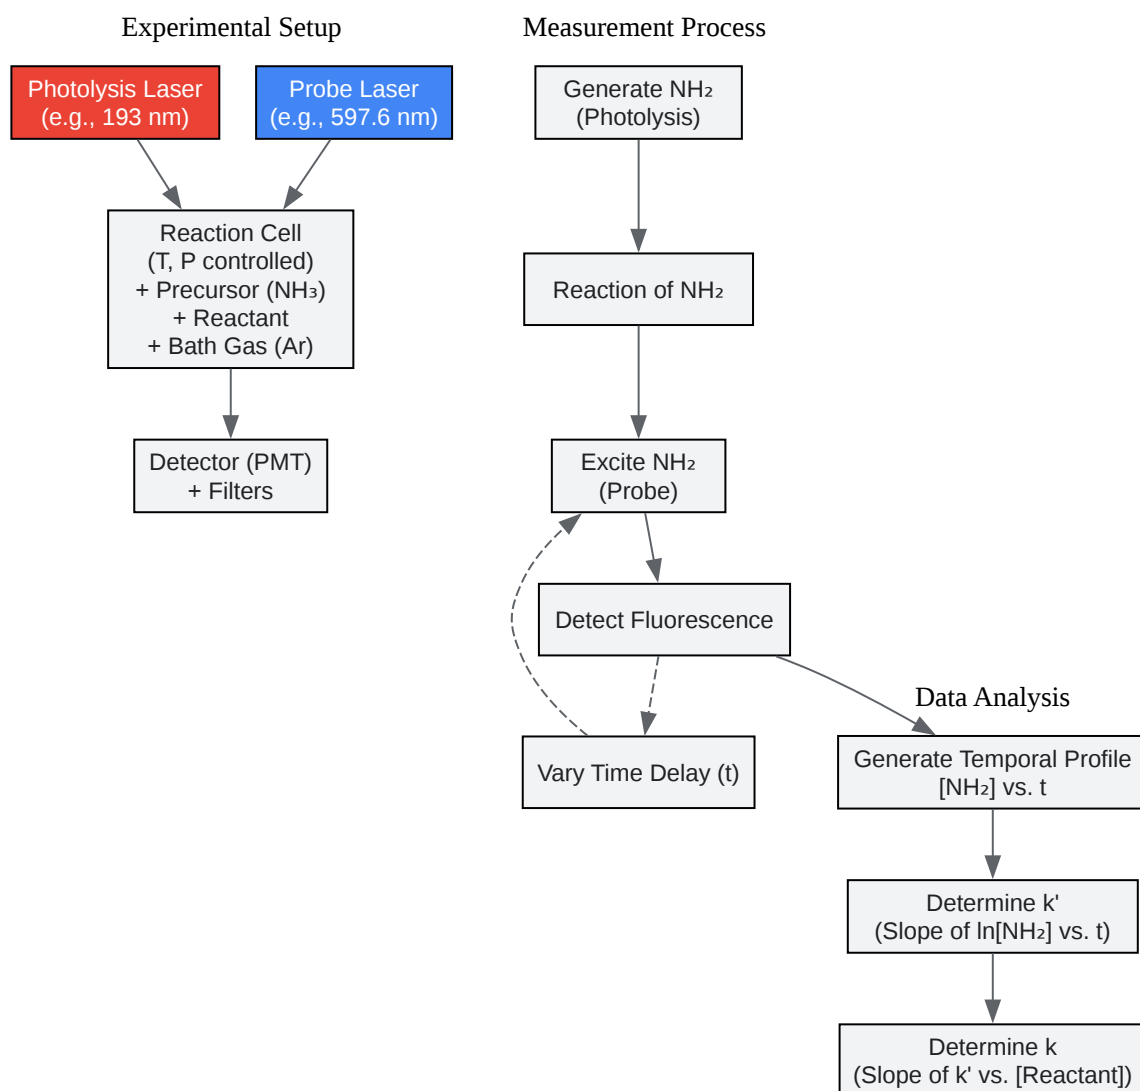 Experimental Setup
Photolysis Laser
(e.g., 193 nm)
Probe Laser
(e.g., 597.6 nm)
Reaction Cell
(T, P controlled)
+ Precursor (NH₃)
+ Reactant
+ Bath Gas (Ar)
Detector (PMT)
+ Filters
Measurement Process
Generate NH₂
(Photolysis)
Reaction of NH₂
Excite NH₂
(Probe)
Detect Fluorescence
Vary Time Delay (t)
Data Analysis
Generate Temporal Profile
[NH₂] vs. t
Determine k'
(Slope of ln[NH₂] vs. t)
Determine k
(Slope of k' vs. [Reactant])